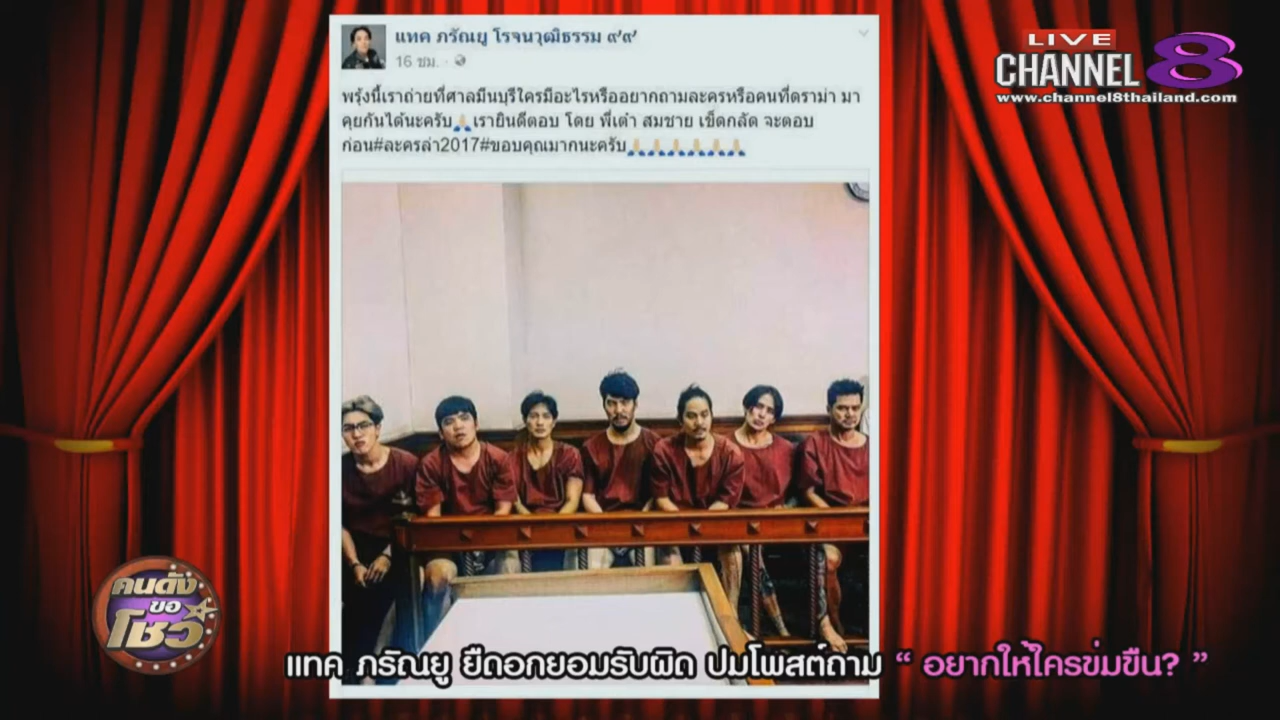 แทค ภรัณยู โรจนวุฒิธรรม ๙'๙'
16 ชม. ·
พรุ้งนี้เราถ่ายที่ศาลมีนบุรีใครมีอะไรหรืออยากถามละครหรือคนที่ดราม่า มา
คุยกันได้นะครับ🙏เรายินดีตอบ โดย พี่เต๋า สมชาย เข็ดกลัด จะตอบ
ก่อน#ละครล่า2017#ขอบคุณมากนะครับ🙏🙏🙏🙏🙏🙏
LIVE
CHANNEL 8
www.channel8thailand.com
คนดัง
ขอ
โชว์
แทค ภรัณยู ยืดอกยอมรับผิด ปมโพสต์ถาม “ อยากให้ใครข่มขืน? ”